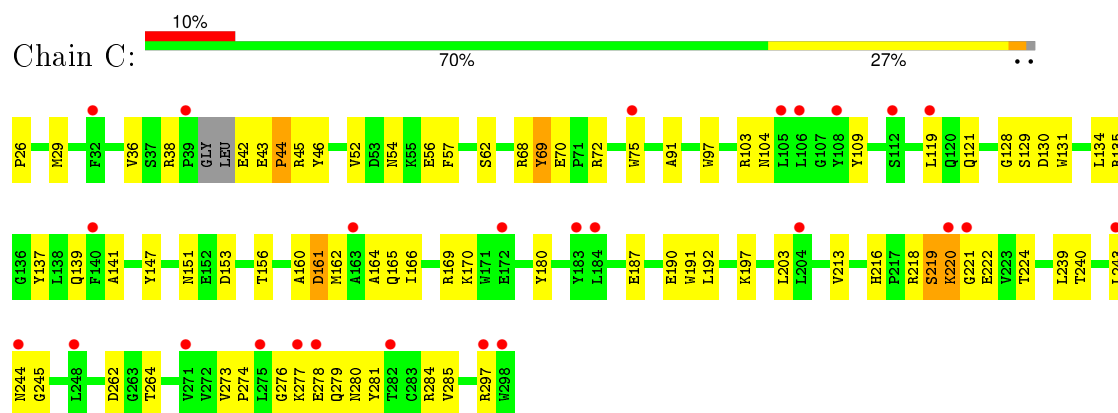 10%
Chain C:
70% 27% • •
P26 M29 F32 V36 S37 R38 P39 GLY LEU E42 E43 P44 R45 Y46 V52 D53 N54 K55 E56 F57 S62 R68 Y69 E70 P71 R72 W75 A91 W97 R103 N104 L105 L106 G107 Y108 Y109 S112 L119 Q120 Q121 G128 S129 D130 W131 L134 R135
G136 Y137 L138 Q139 F140 A141 Y147 N151 E152 D153 T156 A160 D161 M162 A163 A164 Q165 I166 R169 K170 W171 E172 Y180 Y183 L184 E187 E190 W191 L192 K197 L203 L204 V213 H216 P217 R218 S219 K220 G221 E222 V223 T224 L239 T240 L243
N244 G245 L248 D262 G263 T264 V271 V272 V273 P274 L275 G276 K277 E278 Q279 N280 Y281 T282 C283 R284 V285 R297 W298